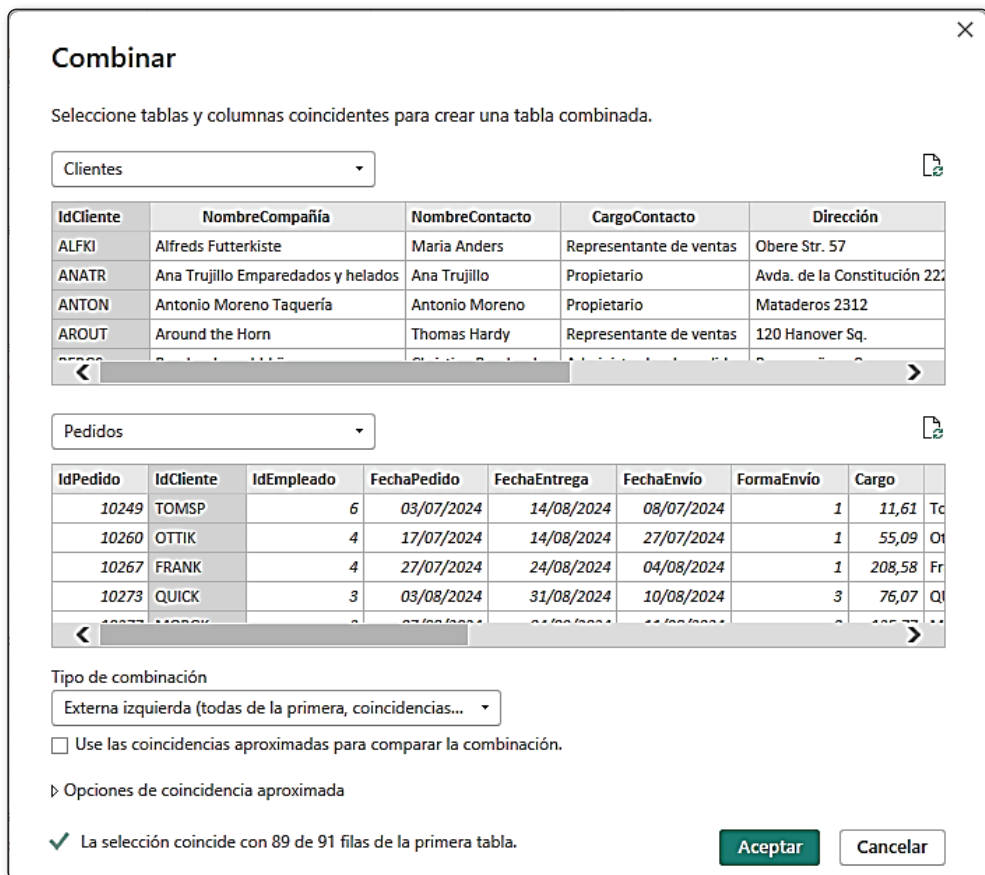 Combinar
Seleccione tablas y columnas coincidentes para crear una tabla combinada.
Clientes
IdCliente NombreCompañía NombreContacto CargoContacto Dirección
ALFKI Alfreds Futterkiste Maria Anders Representante de ventas Obere Str. 57
ANATR Ana Trujillo Emparedados y helados Ana Trujillo Propietario Avda. de la Constitución 222
ANTON Antonio Moreno Taquería Antonio Moreno Propietario Mataderos 2312
AROUT Around the Horn Thomas Hardy Representante de ventas 120 Hanover Sq.
Pedidos
IdPedido IdCliente IdEmpleado FechaPedido FechaEntrega FechaEnvío FormaEnvío Cargo
10249 TOMSP 6 03/07/2024 14/08/2024 08/07/2024 1 11,61 To
10260 OTTIK 4 17/07/2024 14/08/2024 27/07/2024 1 55,09 Ot
10267 FRANK 4 27/07/2024 24/08/2024 04/08/2024 1 208,58 Fr
10273 QUICK 3 03/08/2024 31/08/2024 10/08/2024 3 76,07 QU
Tipo de combinación
Externa izquierda (todas de la primera, coincidencias...
Use las coincidencias aproximadas para comparar la combinación.
Opciones de coincidencia aproximada
La selección coincide con 89 de 91 filas de la primera tabla.
Aceptar Cancelar